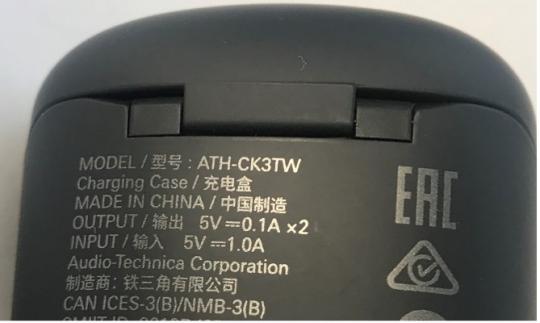 MODEL / 型号 : ATH-CK3TW
Charging Case / 充电盒
MADE IN CHINA / 中国制造
OUTPUT / 输出 5V⎓0.1A ×2
INPUT / 输入 5V⎓1.0A
Audio-Technica Corporation
制造商: 铁三角有限公司
CAN ICES-3(B)/NMB-3(B)
EAC